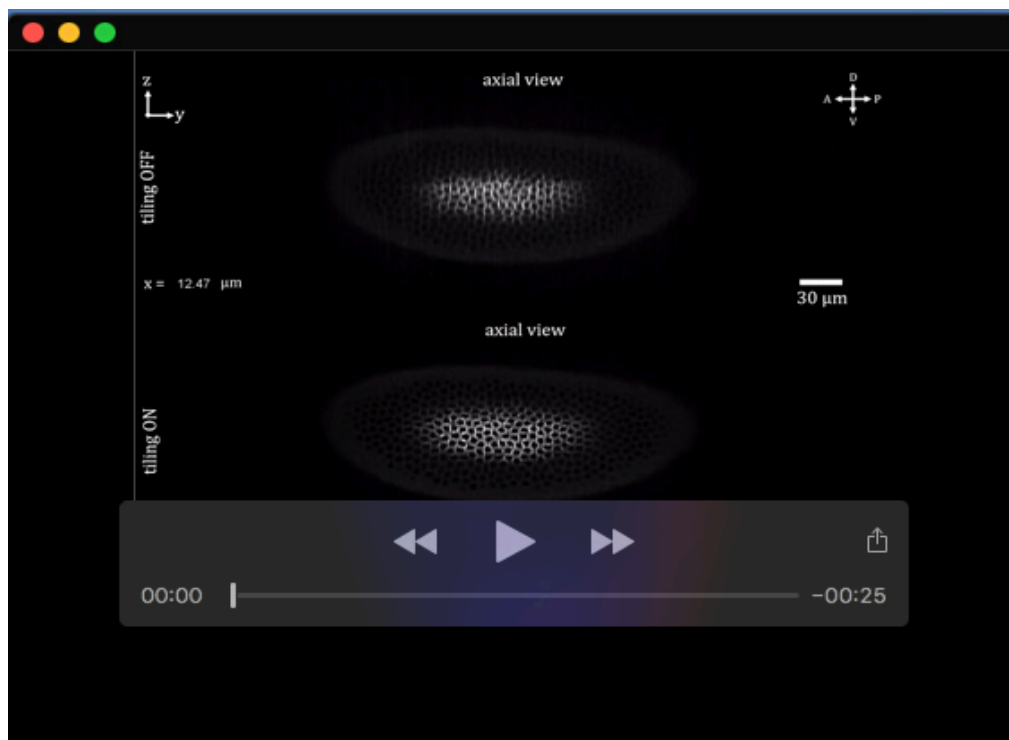 z
axial view
D
A P
y
V
tiling OFF
x = 12.47 μm
30 μm
axial view
tiling ON
00:00
-00:25